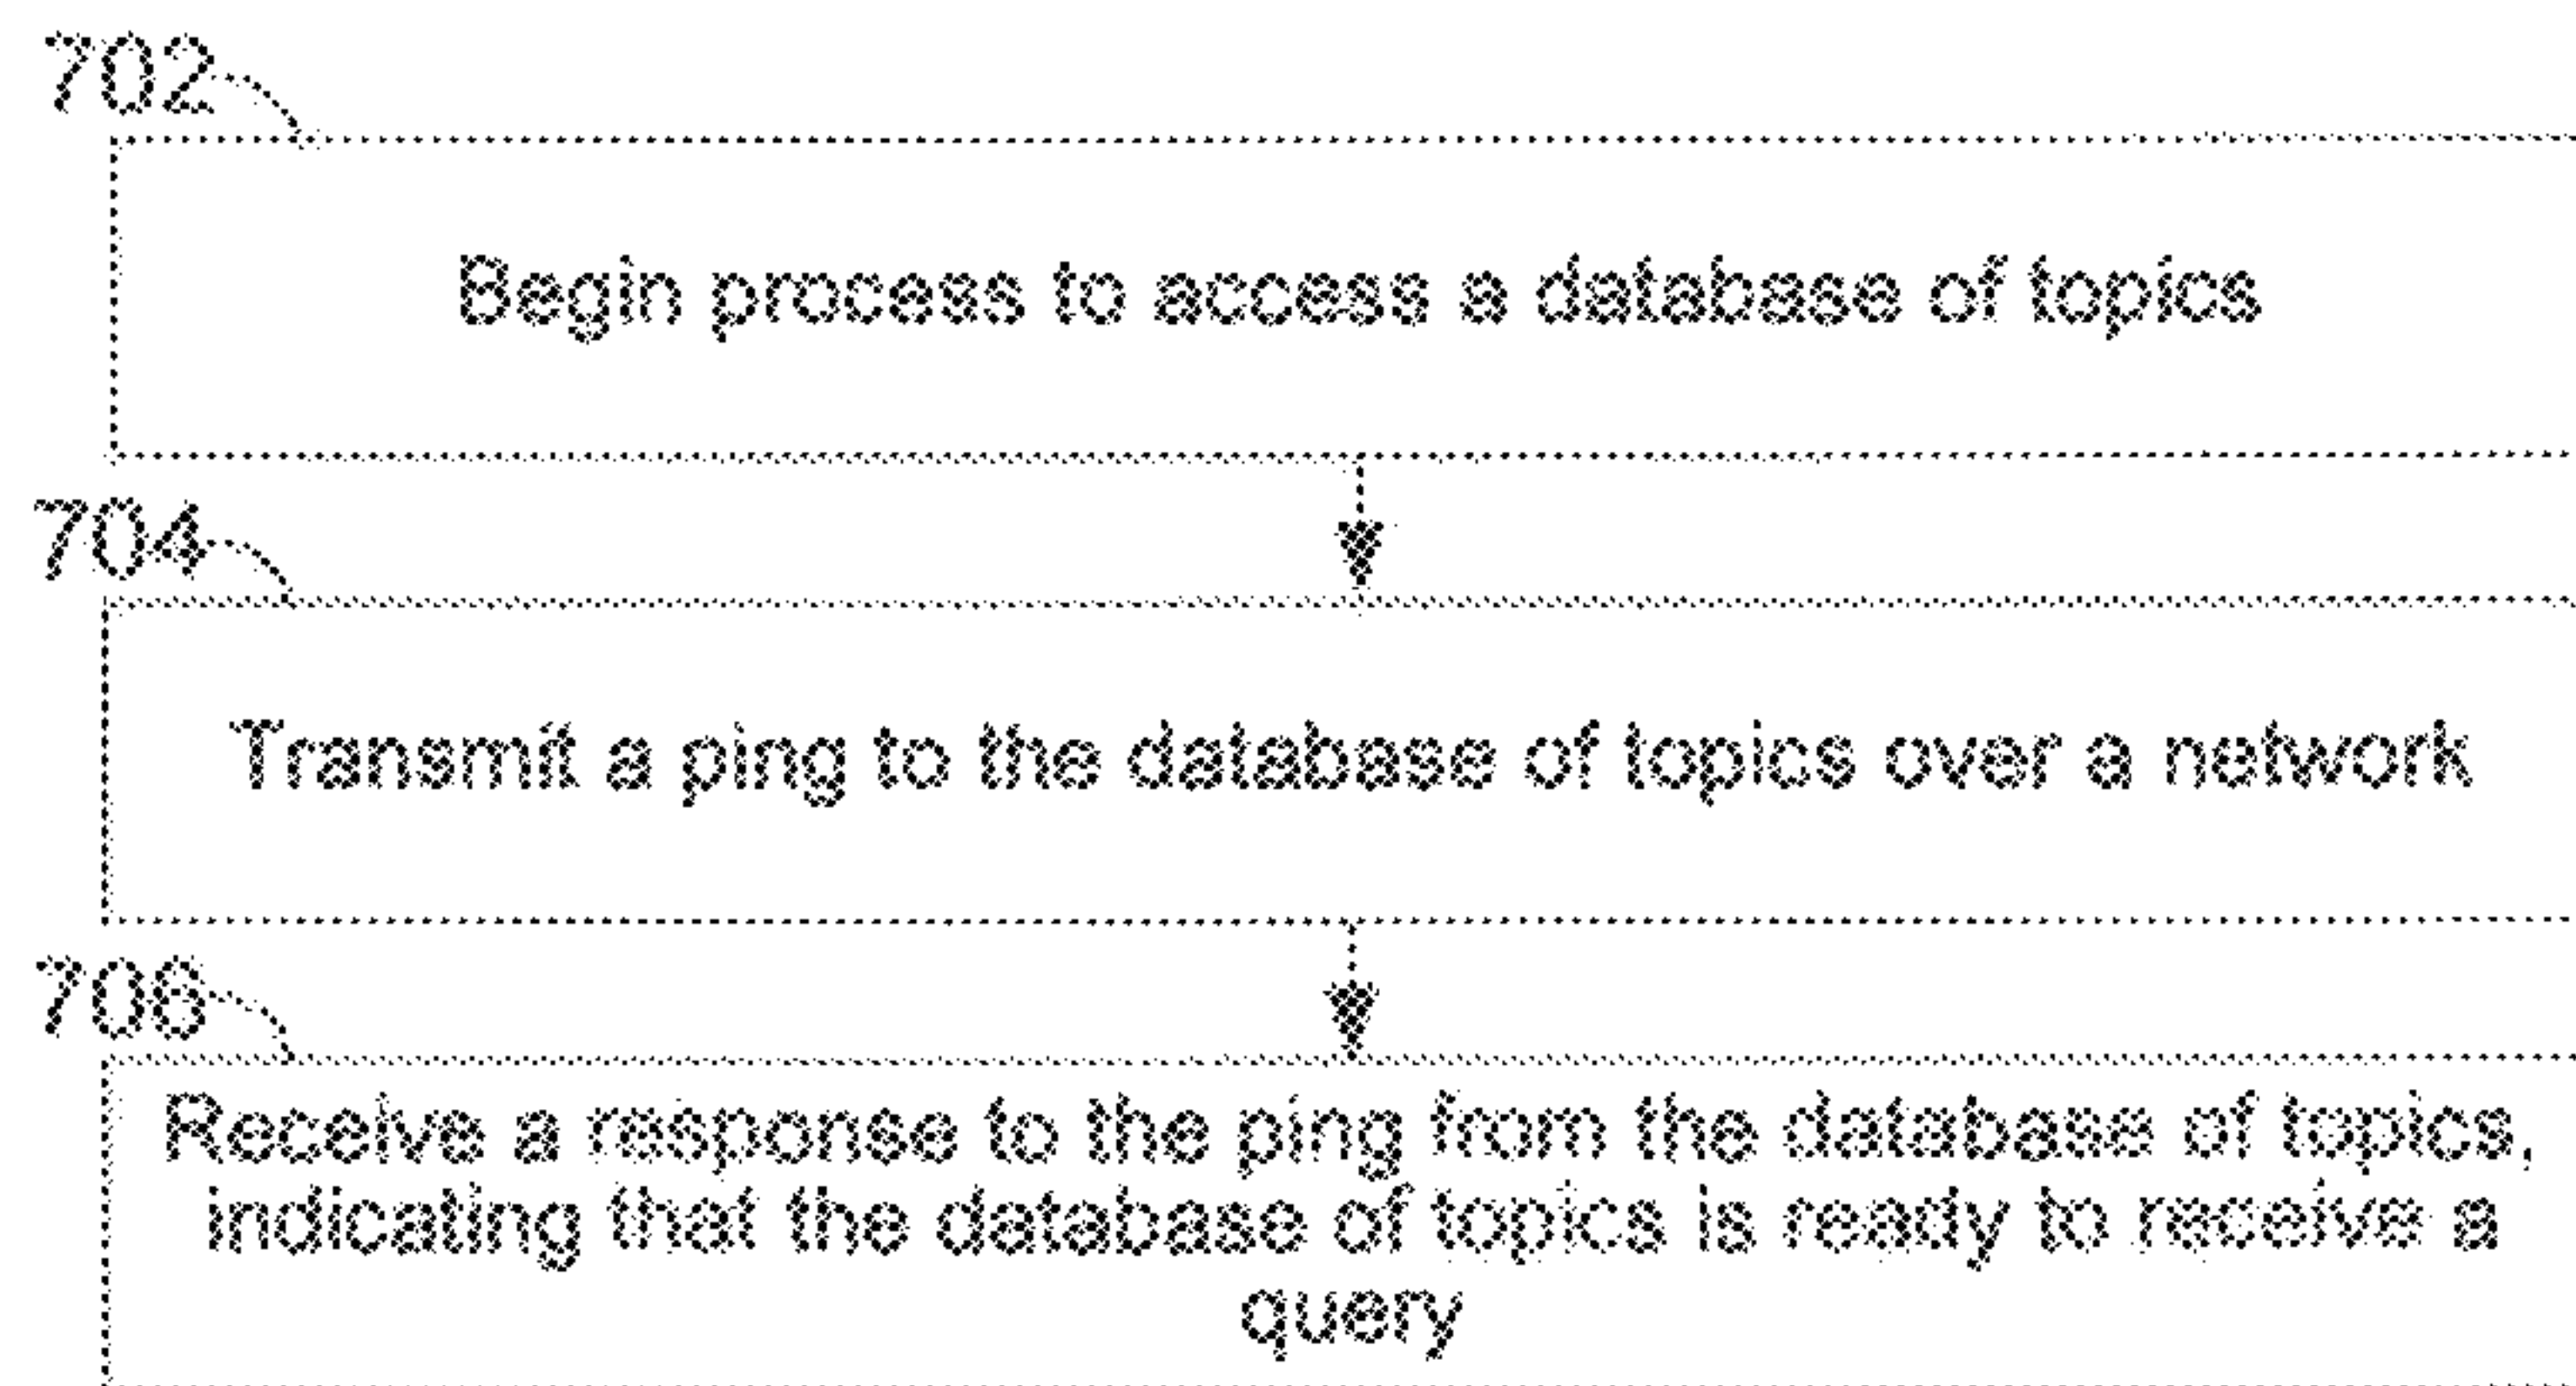 702
Begin process to access a database of topics
704
Transmit a ping to the database of topics over a network
706
Receive a response to the ping from the database of topics,
indicating that the database of topics is ready to receive a
query